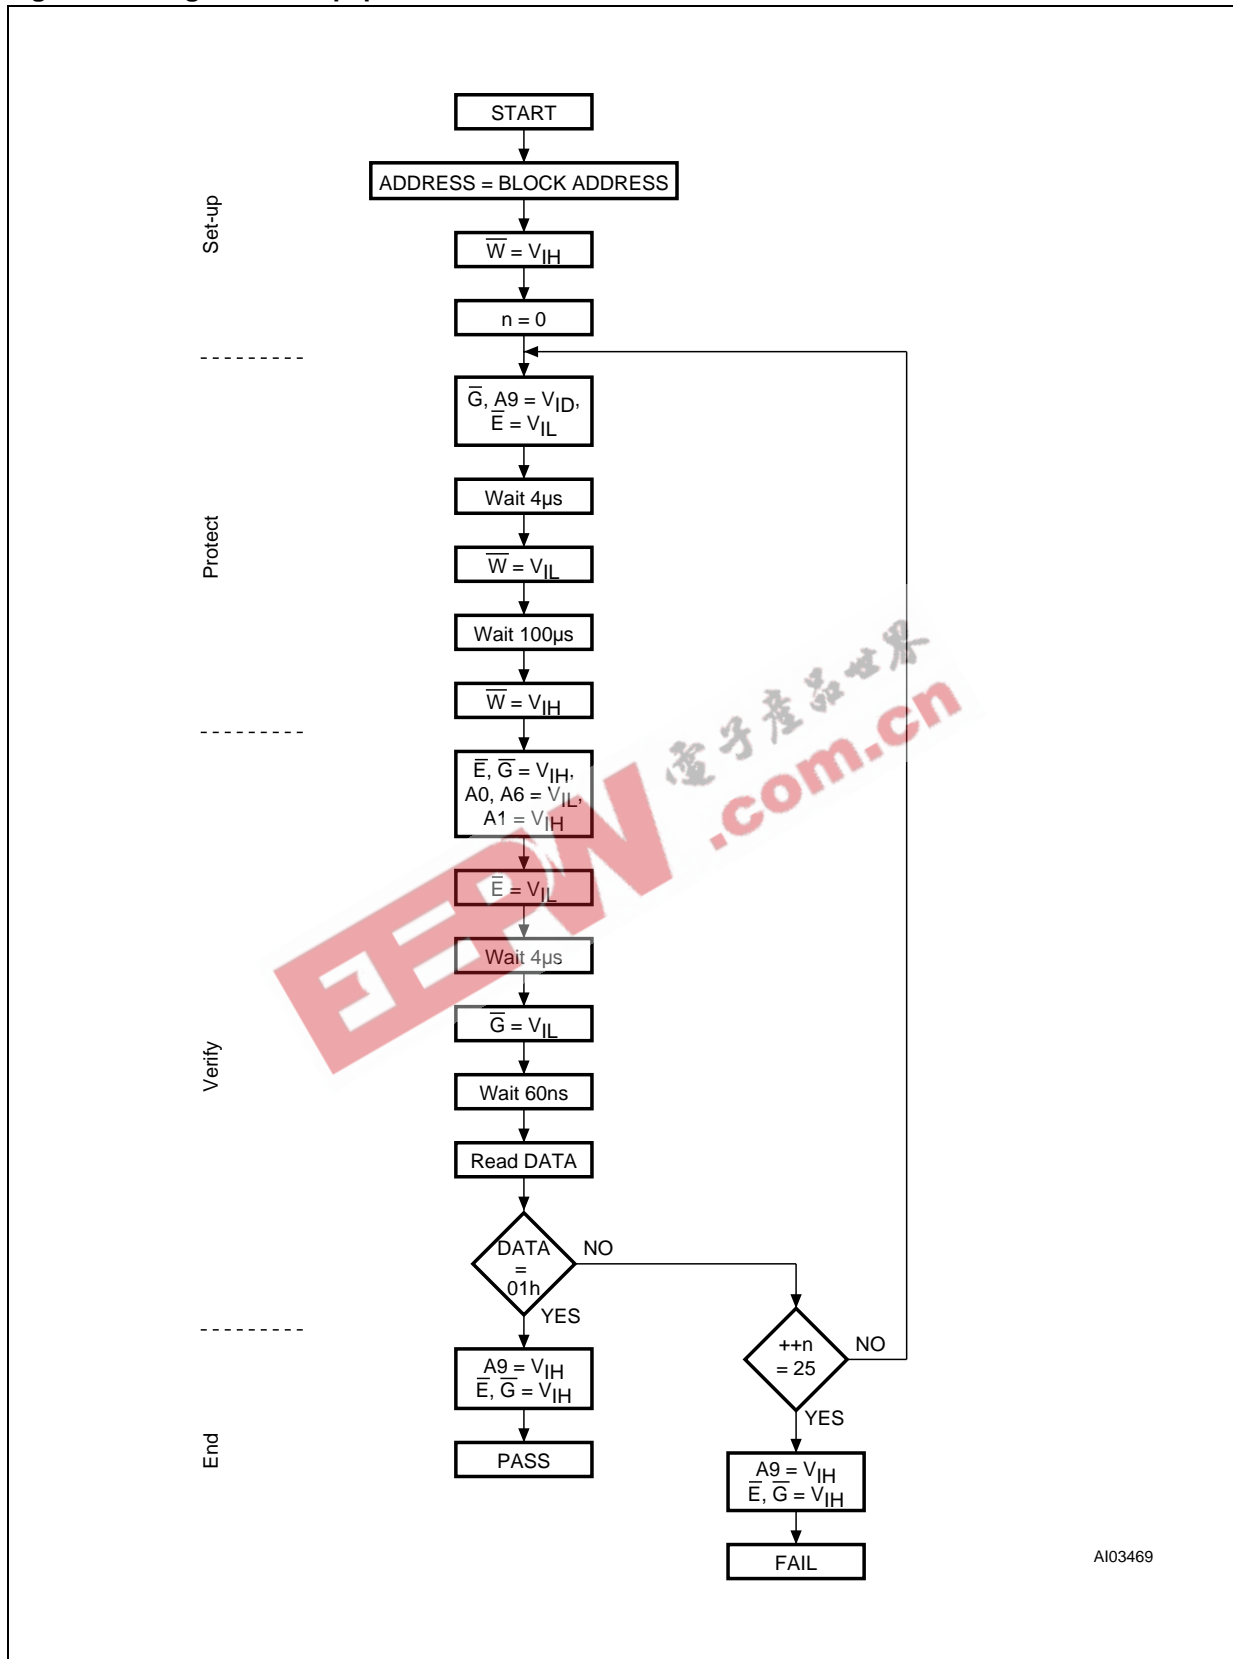 START
ADDRESS = BLOCK ADDRESS
Set-up
W̅ = VIH
n = 0
G̅, A9 = VID,
E̅ = VIL
Wait 4µs
Protect
W̅ = VIL
Wait 100µs
W̅ = VIH
E̅, G̅ = VIH,
A0, A6 = VIL,
A1 = VIH
電子產品世界
.com.cn
EEPW
E̅ = VIL
Wait 4µs
G̅ = VIL
Verify
Wait 60ns
Read DATA
DATA
=
01h
NO
YES
++n
= 25
NO
YES
A9 = VIH
E̅, G̅ = VIH
End
PASS
A9 = VIH
E̅, G̅ = VIH
FAIL
AI03469